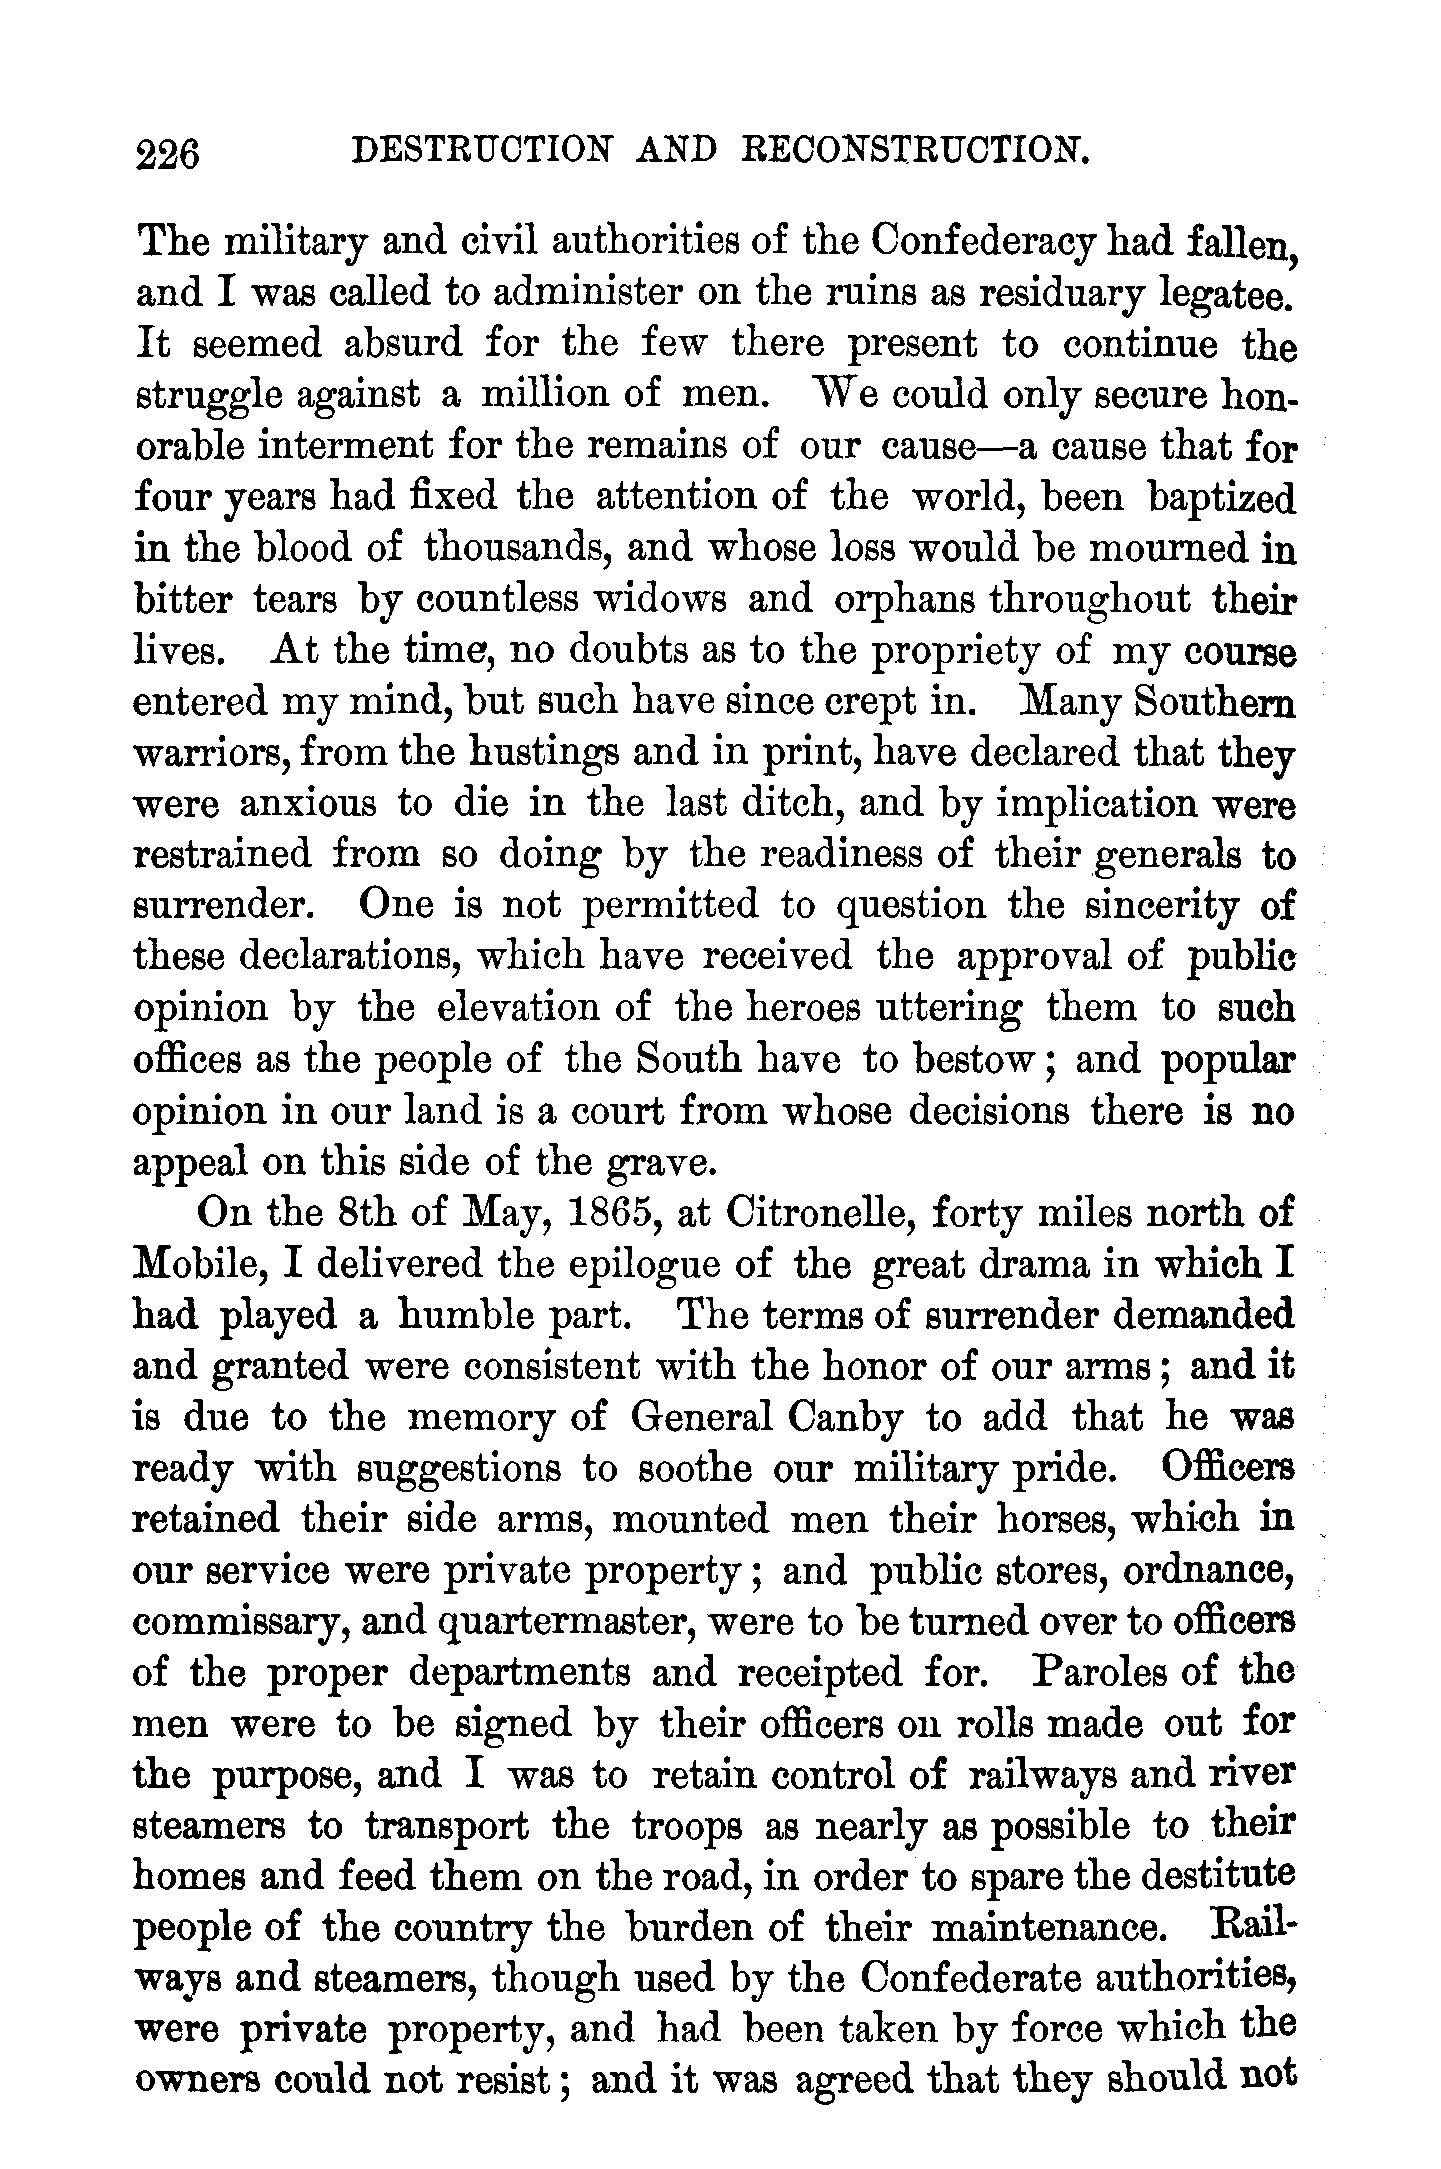 226 DESTRUCTION AND RECONSTRUCTION.
The military and civil authorities of the Confederacy had fallen,
and I was called to administer on the ruins as residuary legatee.
It seemed absurd for the few there present to continue the
struggle against a million of men. We could only secure hon-
orable interment for the remains of our cause—a cause that for
four years had fixed the attention of the world, been baptized
in the blood of thousands, and whose loss would be mourned in
bitter tears by countless widows and orphans throughout their
lives. At the time, no doubts as to the propriety of my course
entered my mind, but such have since crept in. Many Southern
warriors, from the hustings and in print, have declared that they
were anxious to die in the last ditch, and by implication were
restrained from so doing by the readiness of their generals to
surrender. One is not permitted to question the sincerity of
these declarations, which have received the approval of public
opinion by the elevation of the heroes uttering them to such
offices as the people of the South have to bestow; and popular
opinion in our land is a court from whose decisions there is no
appeal on this side of the grave.
On the 8th of May, 1865, at Citronelle, forty miles north of
Mobile, I delivered the epilogue of the great drama in which I
had played a humble part. The terms of surrender demanded
and granted were consistent with the honor of our arms; and it
is due to the memory of General Canby to add that he was
ready with suggestions to soothe our military pride. Officers
retained their side arms, mounted men their horses, which in
our service were private property; and public stores, ordnance,
commissary, and quartermaster, were to be turned over to officers
of the proper departments and receipted for. Paroles of the
men were to be signed by their officers on rolls made out for
the purpose, and I was to retain control of railways and river
steamers to transport the troops as nearly as possible to their
homes and feed them on the road, in order to spare the destitute
people of the country the burden of their maintenance. Rail-
ways and steamers, though used by the Confederate authorities,
were private property, and had been taken by force which the
owners could not resist; and it was agreed that they should not